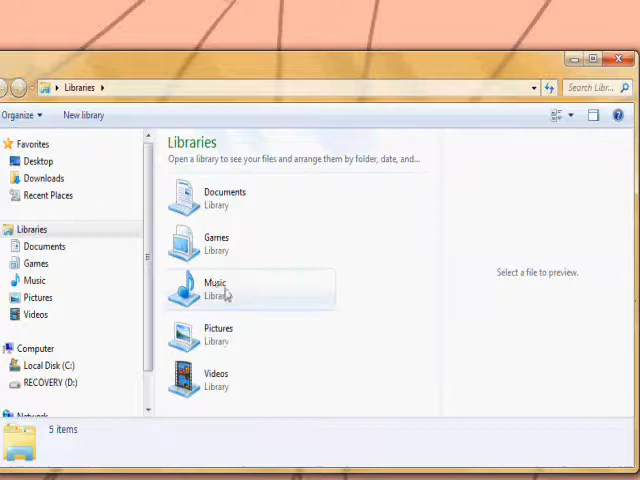 Libraries
Search Libr...
Organize
New library
Favorites
Desktop
Downloads
Recent Places
Libraries
Documents
Games
Music
Pictures
Videos
Computer
Local Disk (C:)
RECOVERY (D:)
Network
Libraries
Open a library to see your files and arrange them by folder, date, and...
Documents
Library
Games
Library
Music
Library
Pictures
Library
Videos
Library
Select a file to preview.
5 items